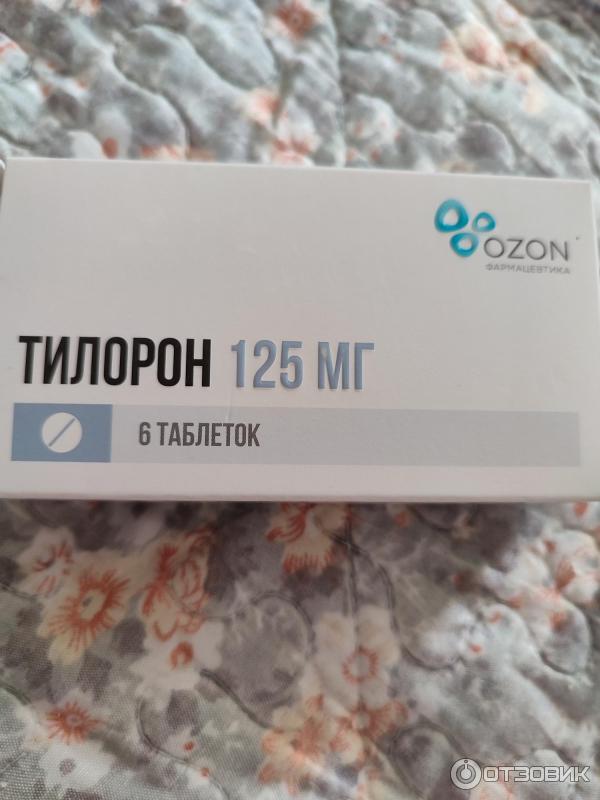 OZON
ФАРМАЦЕВТИКА
ТИЛОРОН 125 МГ
6 ТАБЛЕТОК
ОТЗОВИК